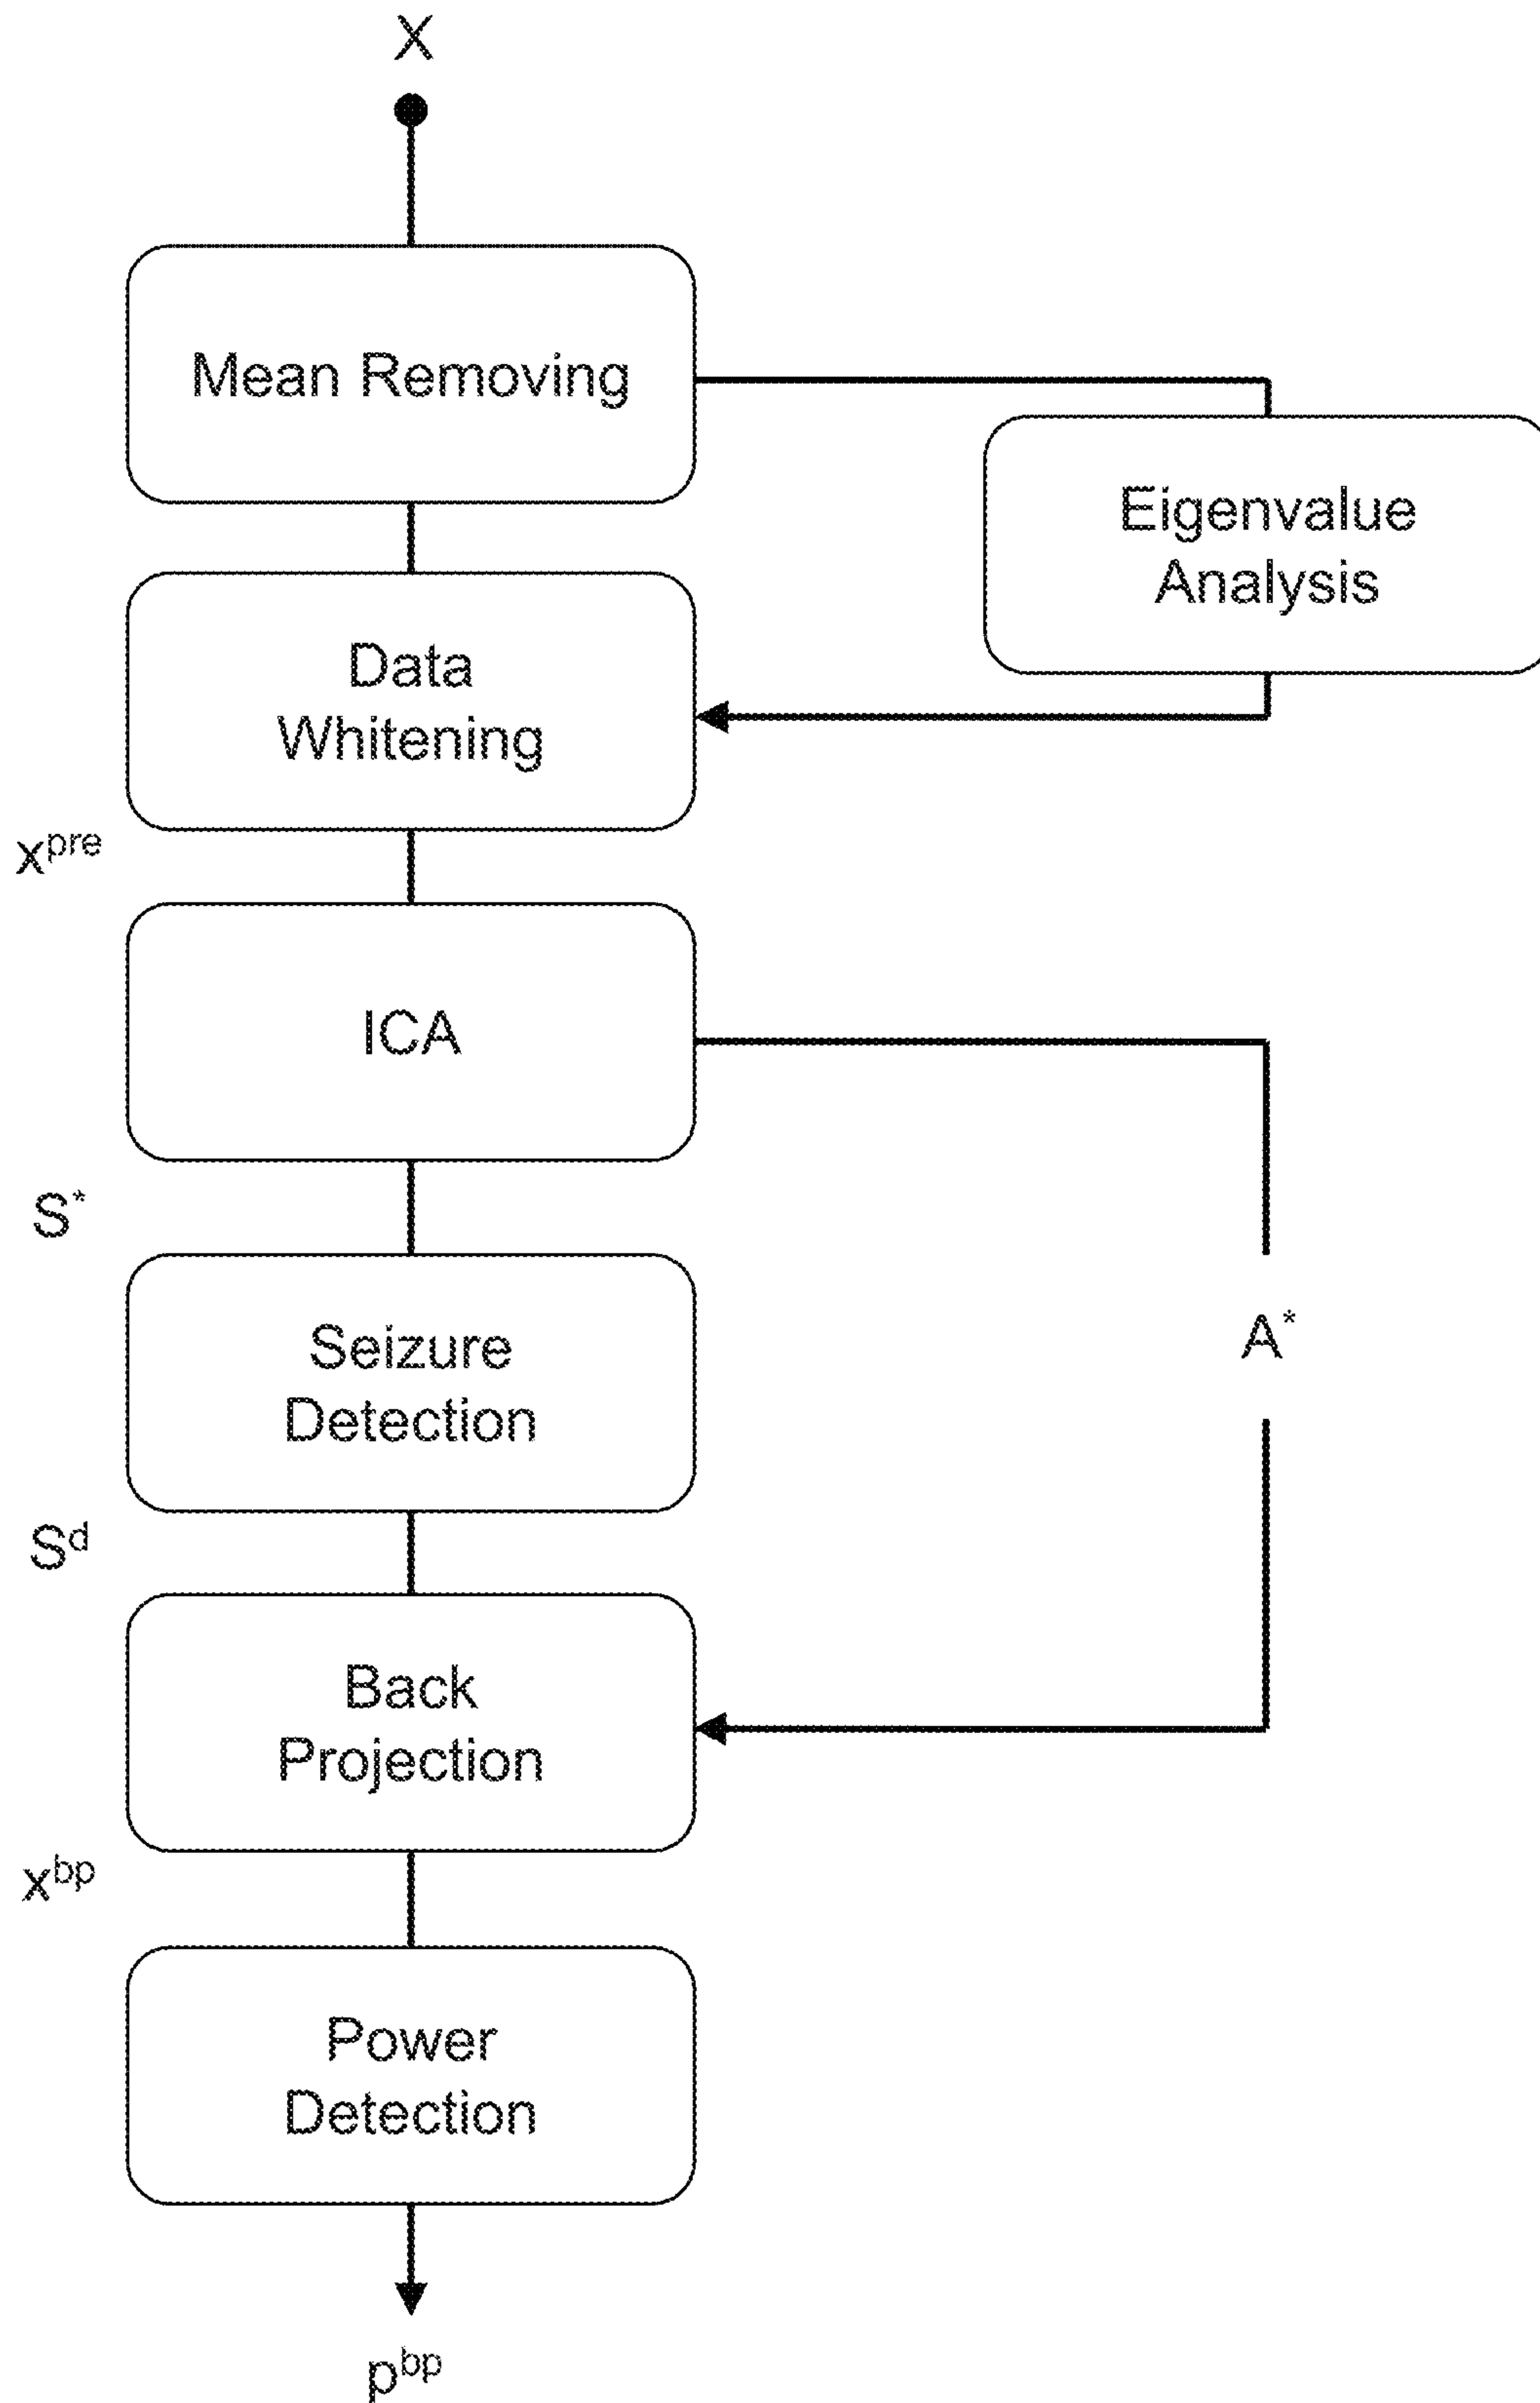 X
Mean Removing
Eigenvalue
Analysis
Data
Whitening
x^pre
ICA
S^*
A^*
Seizure
Detection
S^d
Back
Projection
x^bp
Power
Detection
p^bp